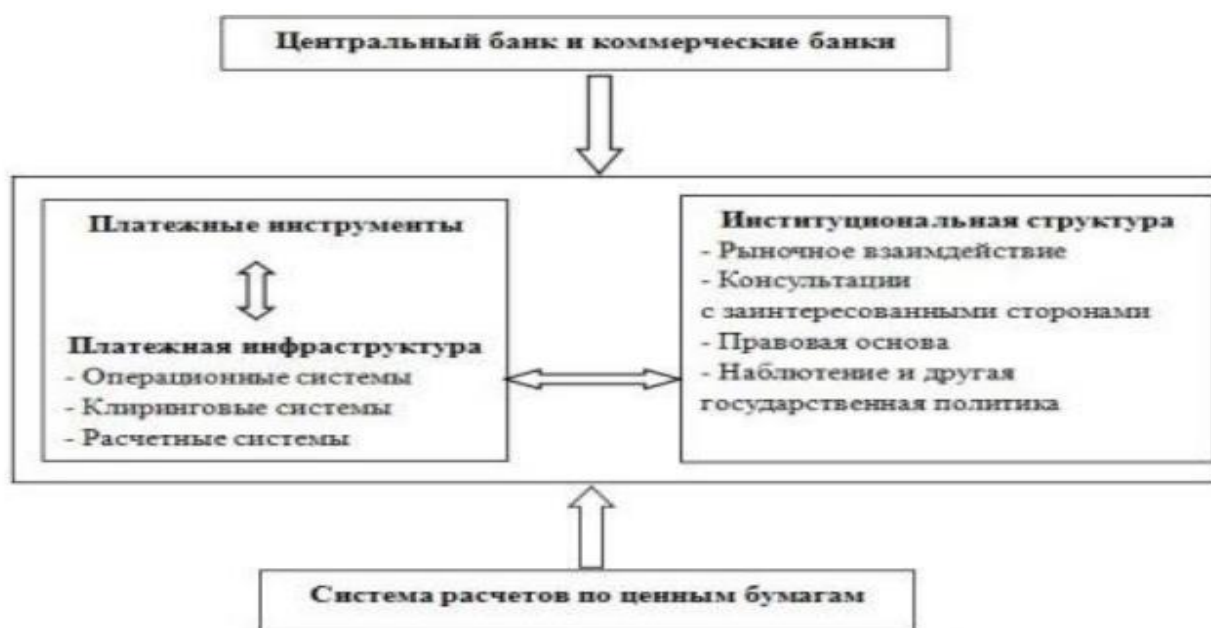 Центральный банк и коммерческие банки
Платежные инструменты
Платежная инфраструктура
- Операционные системы
- Клиринговые системы
- Расчетные системы
Институциональная структура
- Рыночное взаимдействие
- Консультации
с заинтересованными сторонами
- Правовая основа
- Наблютение и другая
государственная политика
Система расчетов по ценным бумагам